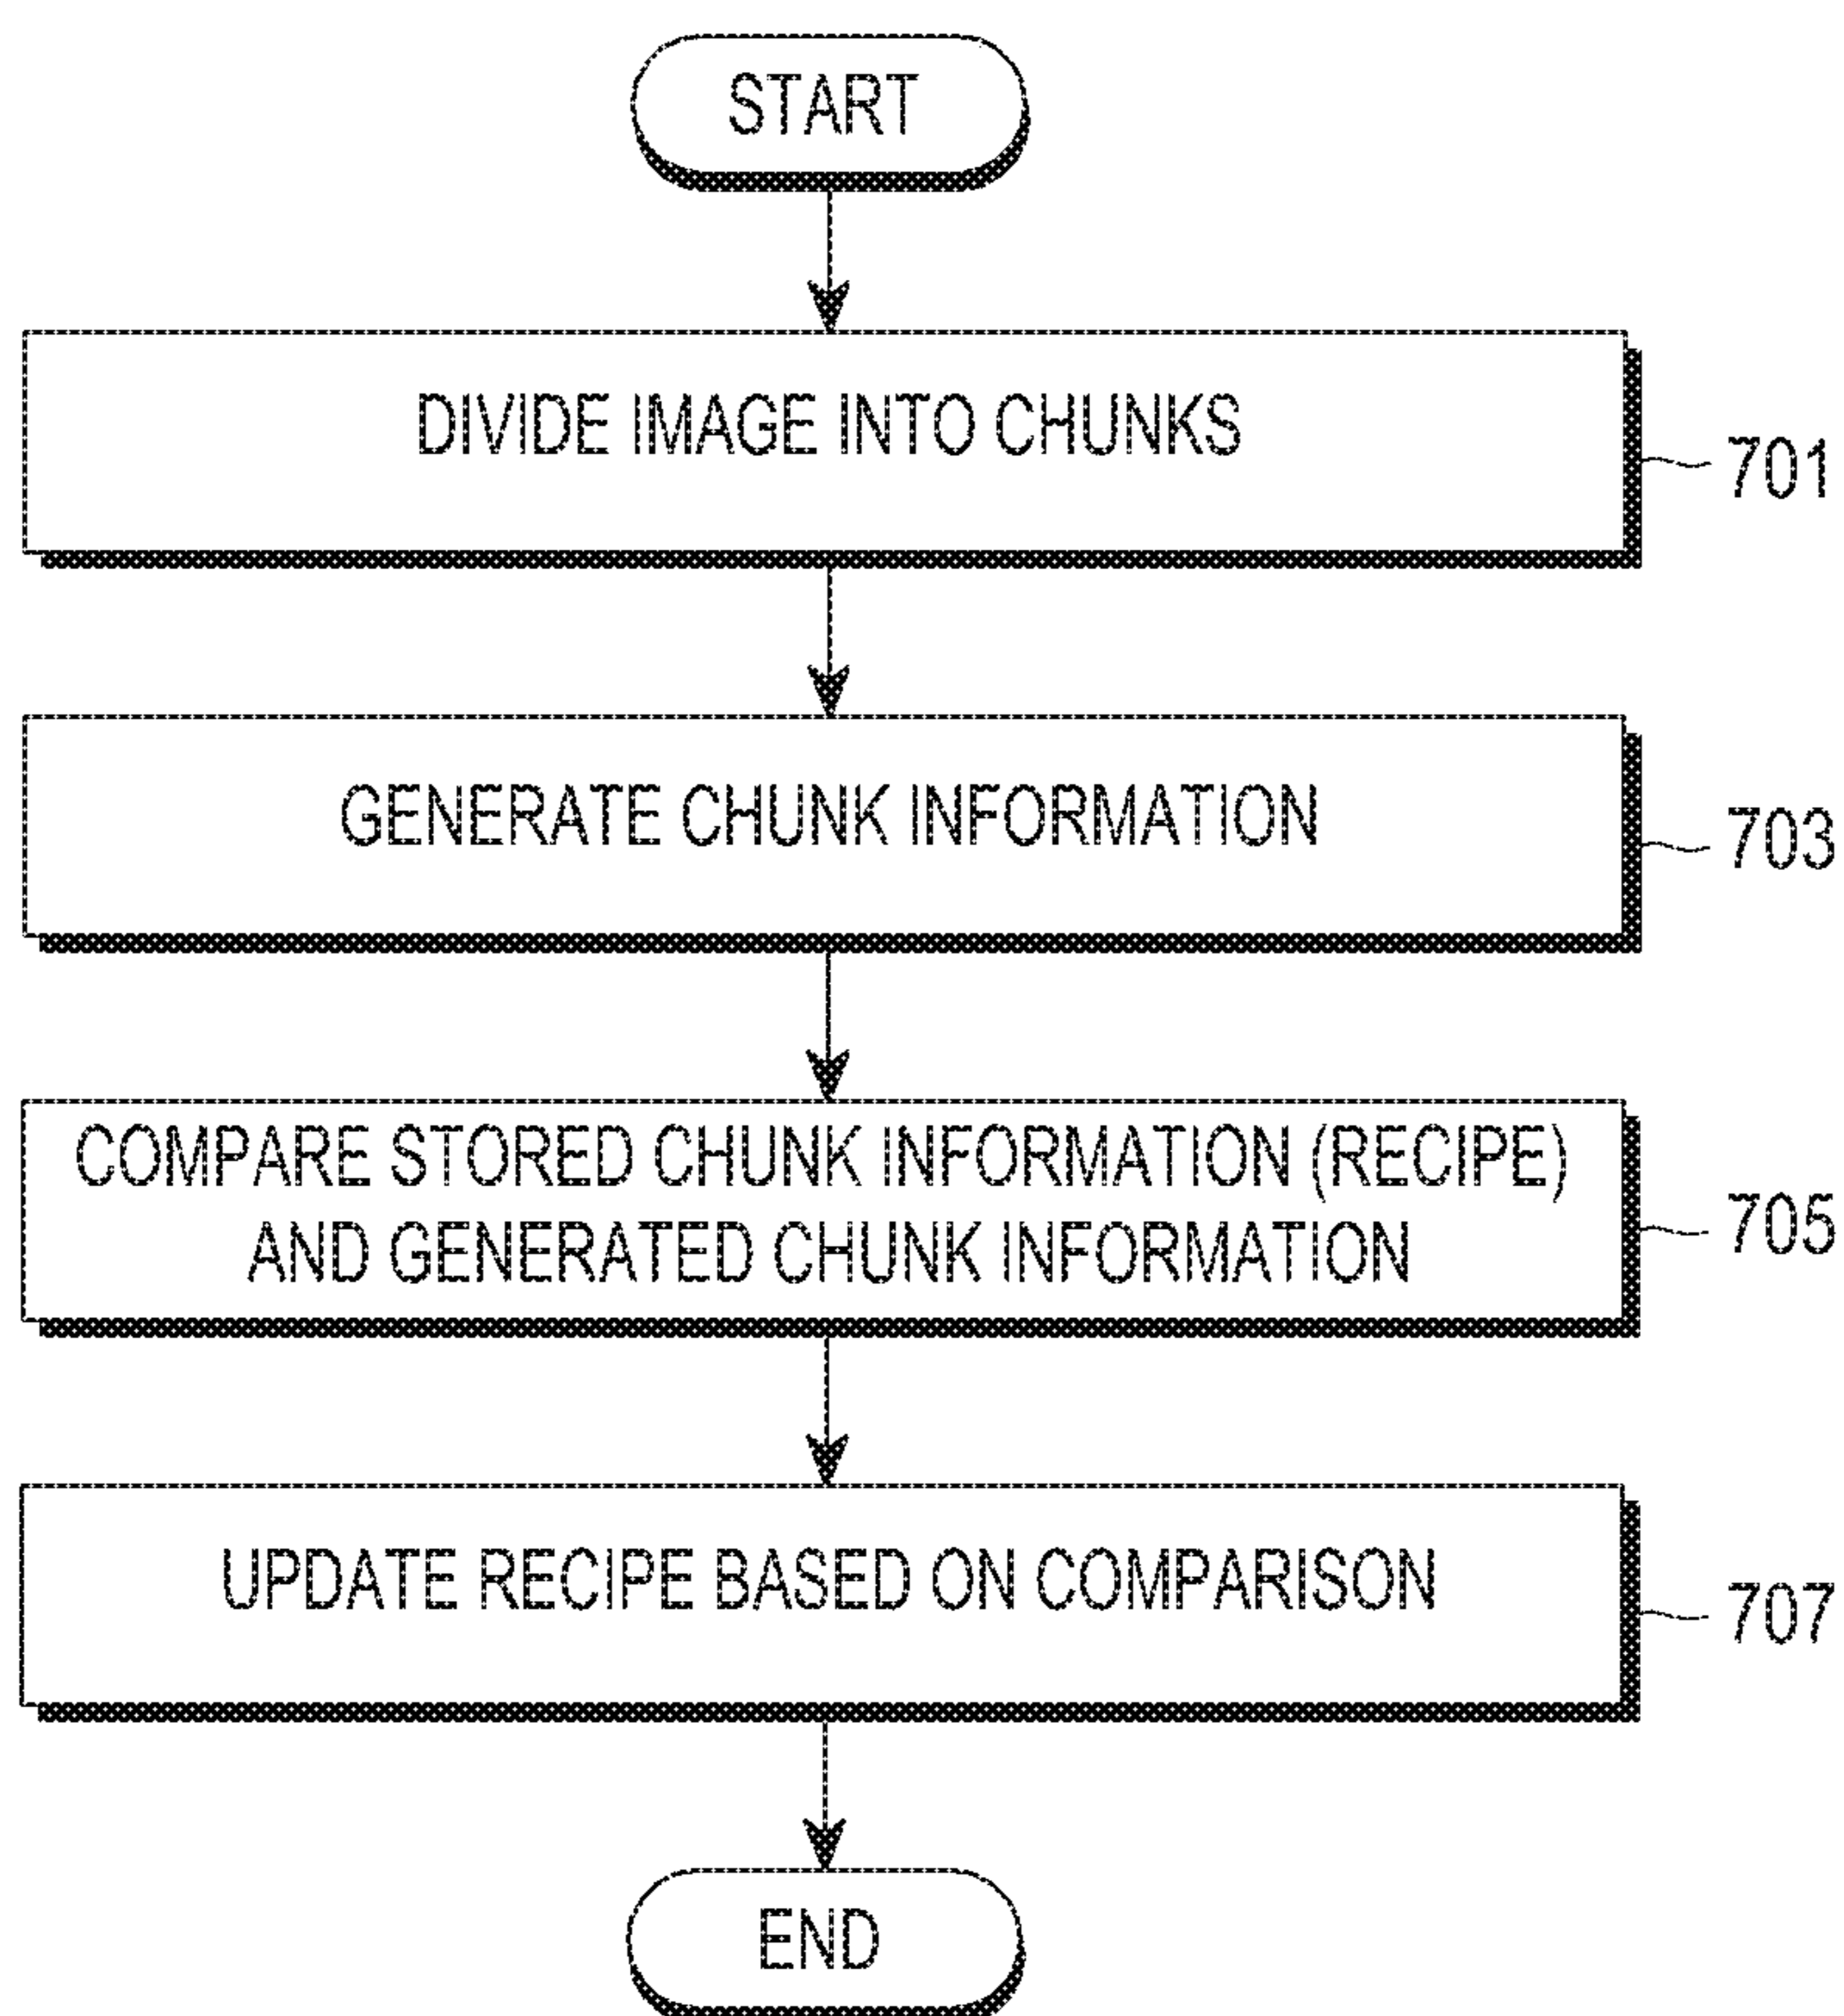 START
DIVIDE IMAGE INTO CHUNKS
701
GENERATE CHUNK INFORMATION
703
COMPARE STORED CHUNK INFORMATION (RECIPE)
AND GENERATED CHUNK INFORMATION
705
UPDATE RECIPE BASED ON COMPARISON
707
END